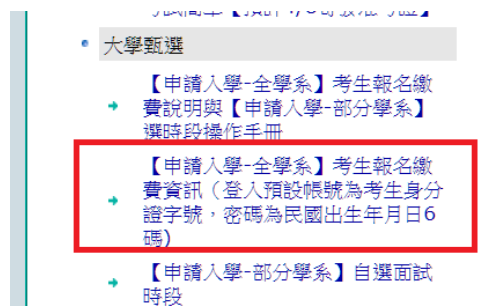 大學甄選
【申請入學-全學系】考生報名繳
費說明與【申請入學-部分學系】
選時段操作手冊
【申請入學-全學系】考生報名繳
費資訊（登入預設帳號為考生身分
證字號，密碼為民國出生年月日6
碼)
【申請入學-部分學系】自選面試
時段